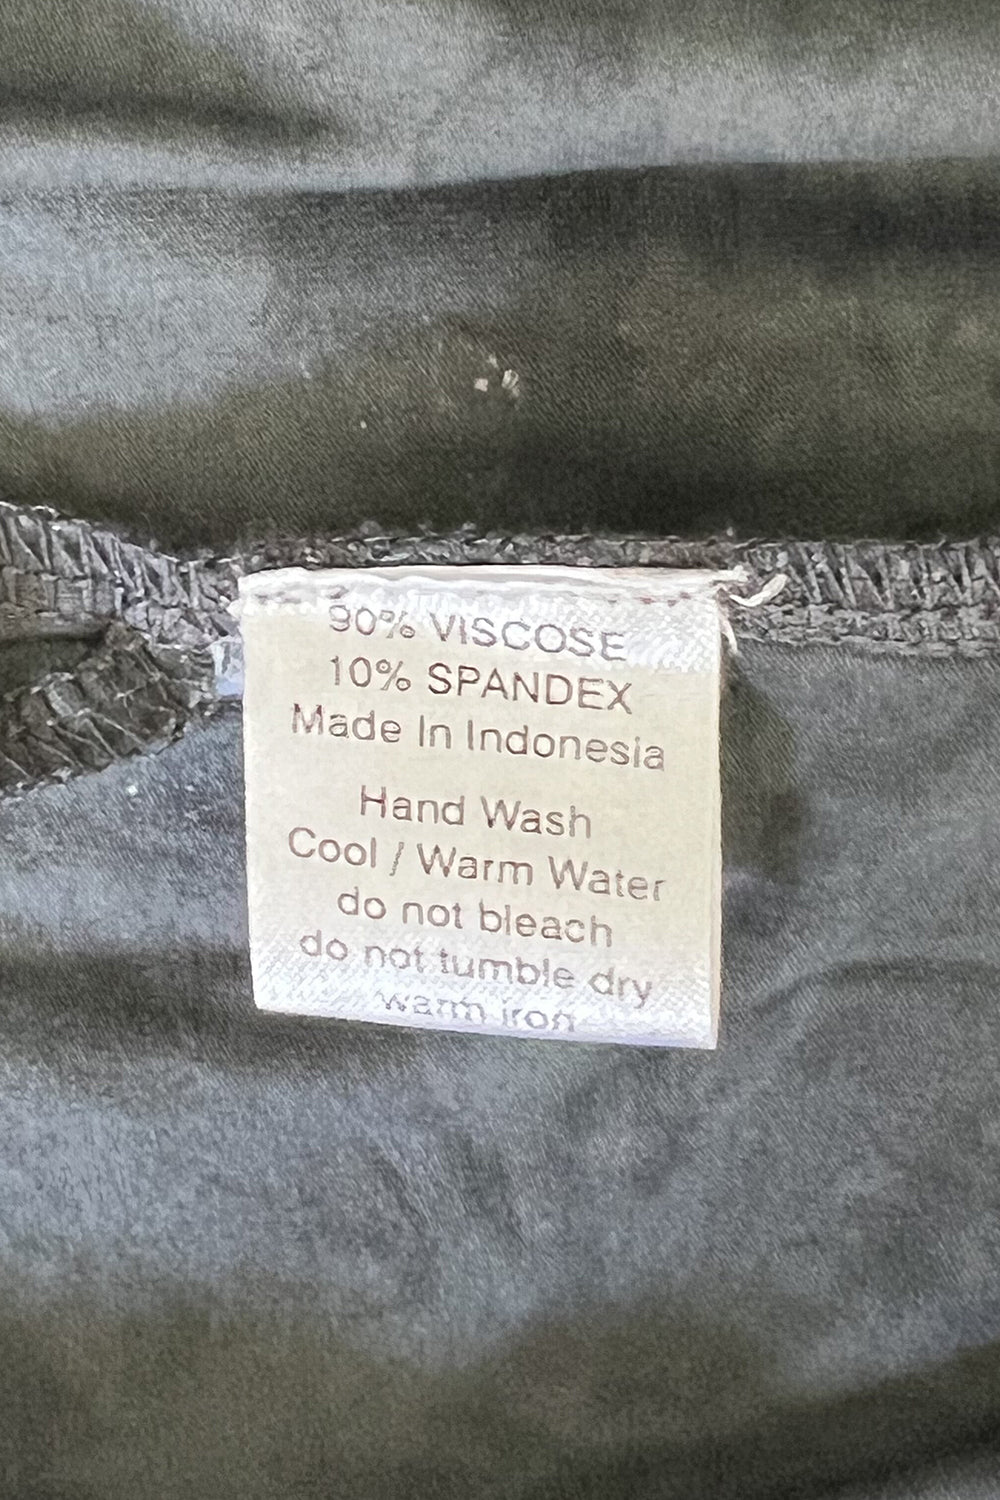 90% VISCOSE
10% SPANDEX
Made In Indonesia
Hand Wash
Cool / Warm Water
do not bleach
do not tumble dry
warm iron